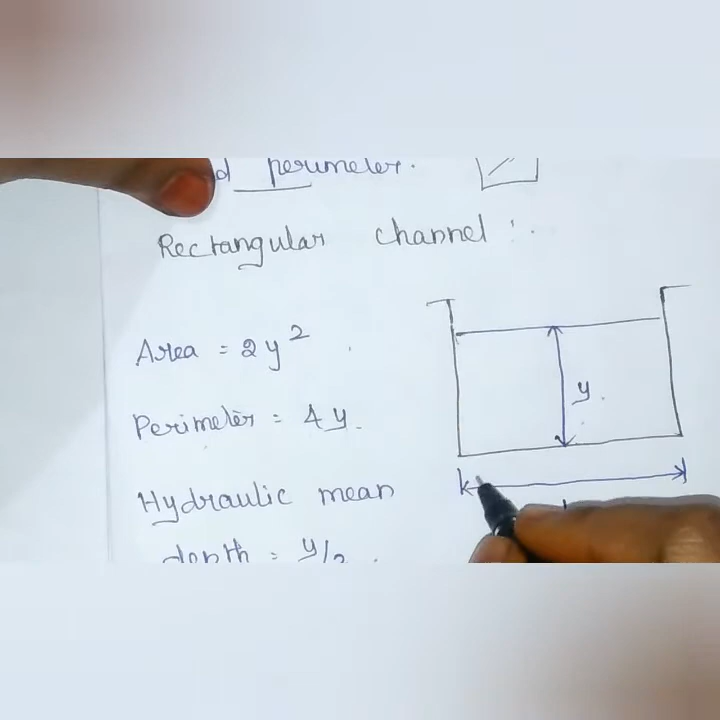 perimeter.
Rectangular channel :.
Area = 2y²
y.
Perimeter = 4y.
Hydraulic mean
depth = y/2.